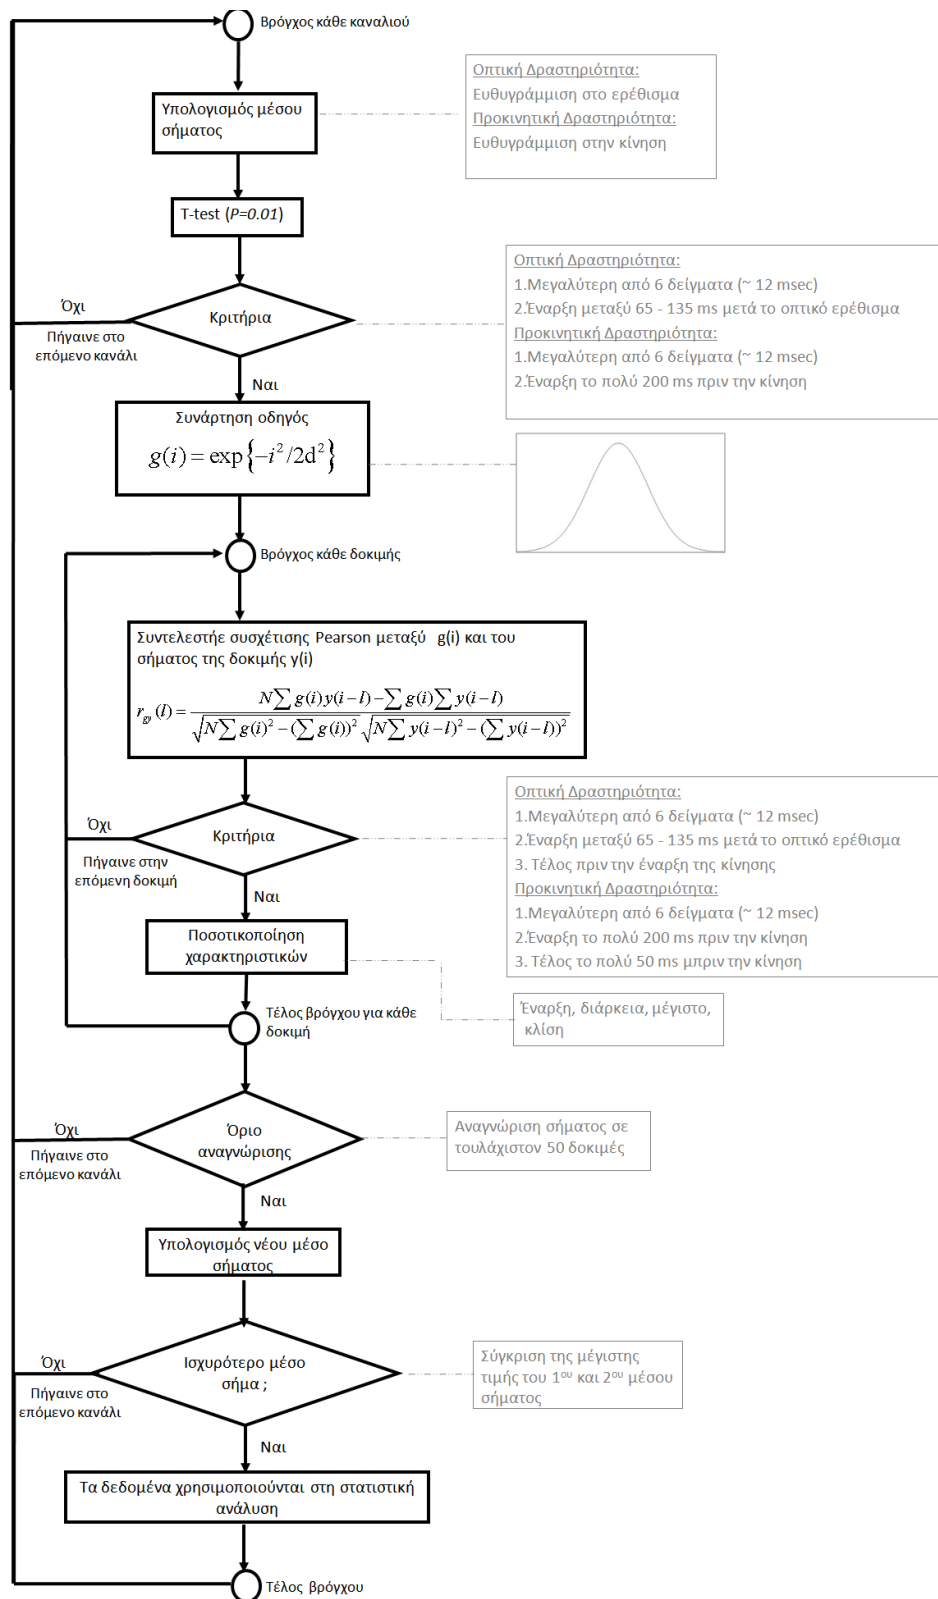 Βρόγχος κάθε καναλιού
Οπτική Δραστηριότητα:
Ευθυγράμμιση στο ερέθισμα
Προκινητική Δραστηριότητα:
Ευθυγράμμιση στην κίνηση
Υπολογισμός μέσου
σήματος
T-test (P=0.01)
Οπτική Δραστηριότητα:
1.Μεγαλύτερη από 6 δείγματα (~ 12 msec)
2.Έναρξη μεταξύ 65 - 135 ms μετά το οπτικό ερέθισμα
Προκινητική Δραστηριότητα:
1.Μεγαλύτερη από 6 δείγματα (~ 12 msec)
2.Έναρξη το πολύ 200 ms πριν την κίνηση
Όχι
Πήγαινε στο
επόμενο κανάλι
Κριτήρια
Ναι
Συνάρτηση οδηγός
g(i) = exp{-i²/2d²}
Βρόγχος κάθε δοκιμής
Συντελεστήε συσχέτισης Pearson μεταξύ g(i) και του
σήματος της δοκιμής y(i)
r_gy (l) = (N∑ g(i) y(i−l) − ∑ g(i)∑ y(i−l)) / (√(N∑ g(i)² − (∑ g(i))²) √(N∑ y(i−l)² − (∑ y(i−l))²))
Οπτική Δραστηριότητα:
1.Μεγαλύτερη από 6 δείγματα (~ 12 msec)
2.Έναρξη μεταξύ 65 - 135 ms μετά το οπτικό ερέθισμα
3. Τέλος πριν την έναρξη της κίνησης
Προκινητική Δραστηριότητα:
1.Μεγαλύτερη από 6 δείγματα (~ 12 msec)
2.Έναρξη το πολύ 200 ms πριν την κίνηση
3. Τέλος το πολύ 50 ms μπριν την κίνηση
Όχι
Πήγαινε στην
επόμενη δοκιμή
Κριτήρια
Ναι
Ποσοτικοποίηση
χαρακτηριστικών
Έναρξη, διάρκεια, μέγιστο,
κλίση
Τέλος βρόγχου για κάθε
δοκιμή
Όχι
Πήγαινε στο
επόμενο κανάλι
Όριο
αναγνώρισης
Αναγνώριση σήματος σε
τουλάχιστον 50 δοκιμές
Ναι
Υπολογισμός νέου μέσο
σήματος
Όχι
Πήγαινε στο
επόμενο κανάλι
Ισχυρότερο μέσο
σήμα ;
Σύγκριση της μέγιστης
τιμής του 1ου και 2ου μέσου
σήματος
Ναι
Τα δεδομένα χρησιμοποιούνται στη στατιστική
ανάλυση
Τέλος βρόγχου